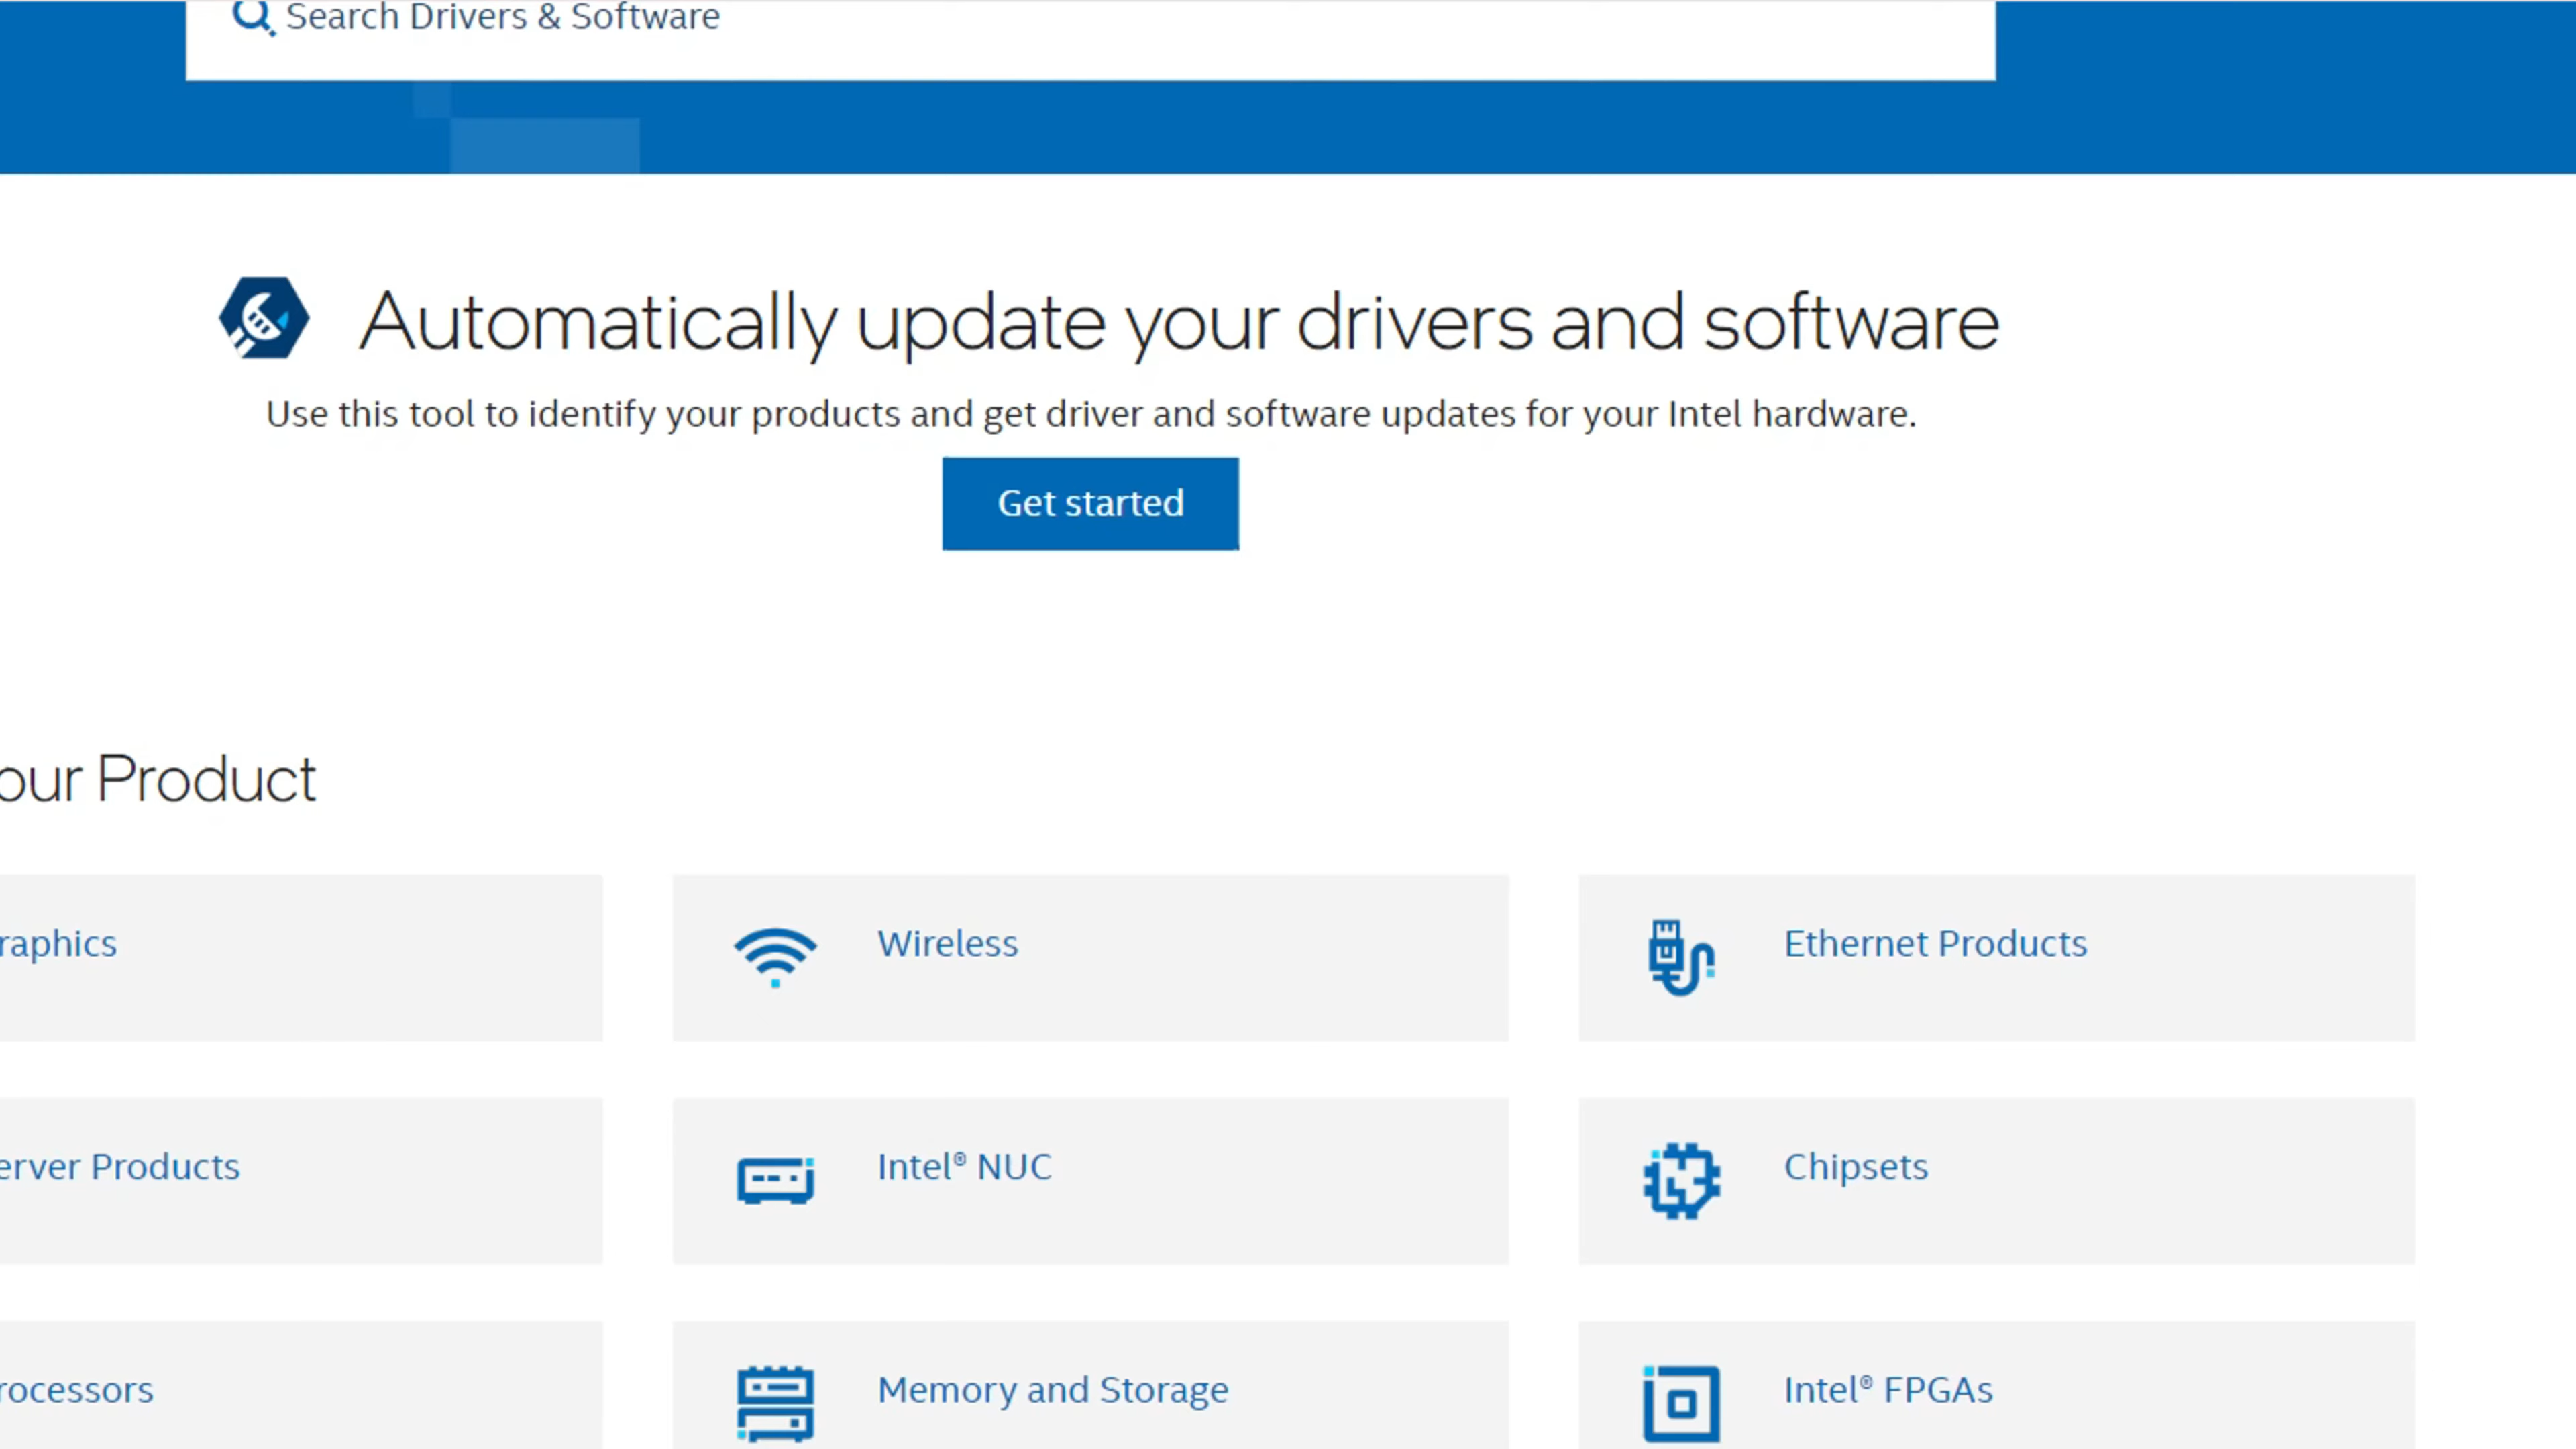 Search Drivers & Software
Automatically update your drivers and software
Use this tool to identify your products and get driver and software updates for your Intel hardware.
Get started
our Product
raphics
Wireless
Ethernet Products
erver Products
Intel® NUC
Chipsets
rocessors
Memory and Storage
Intel® FPGAs